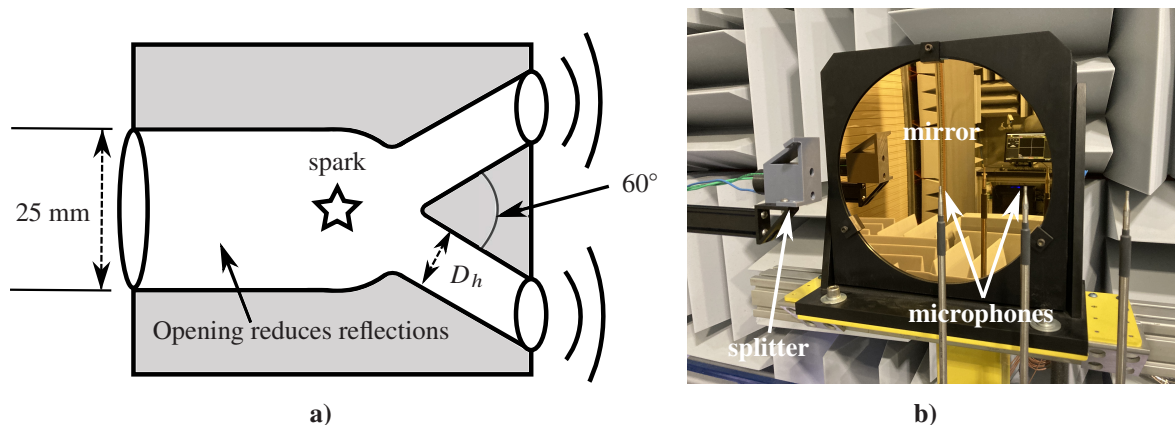 spark
60°
25 mm
D_h
Opening reduces reflections
a)
mirror
microphones
splitter
b)